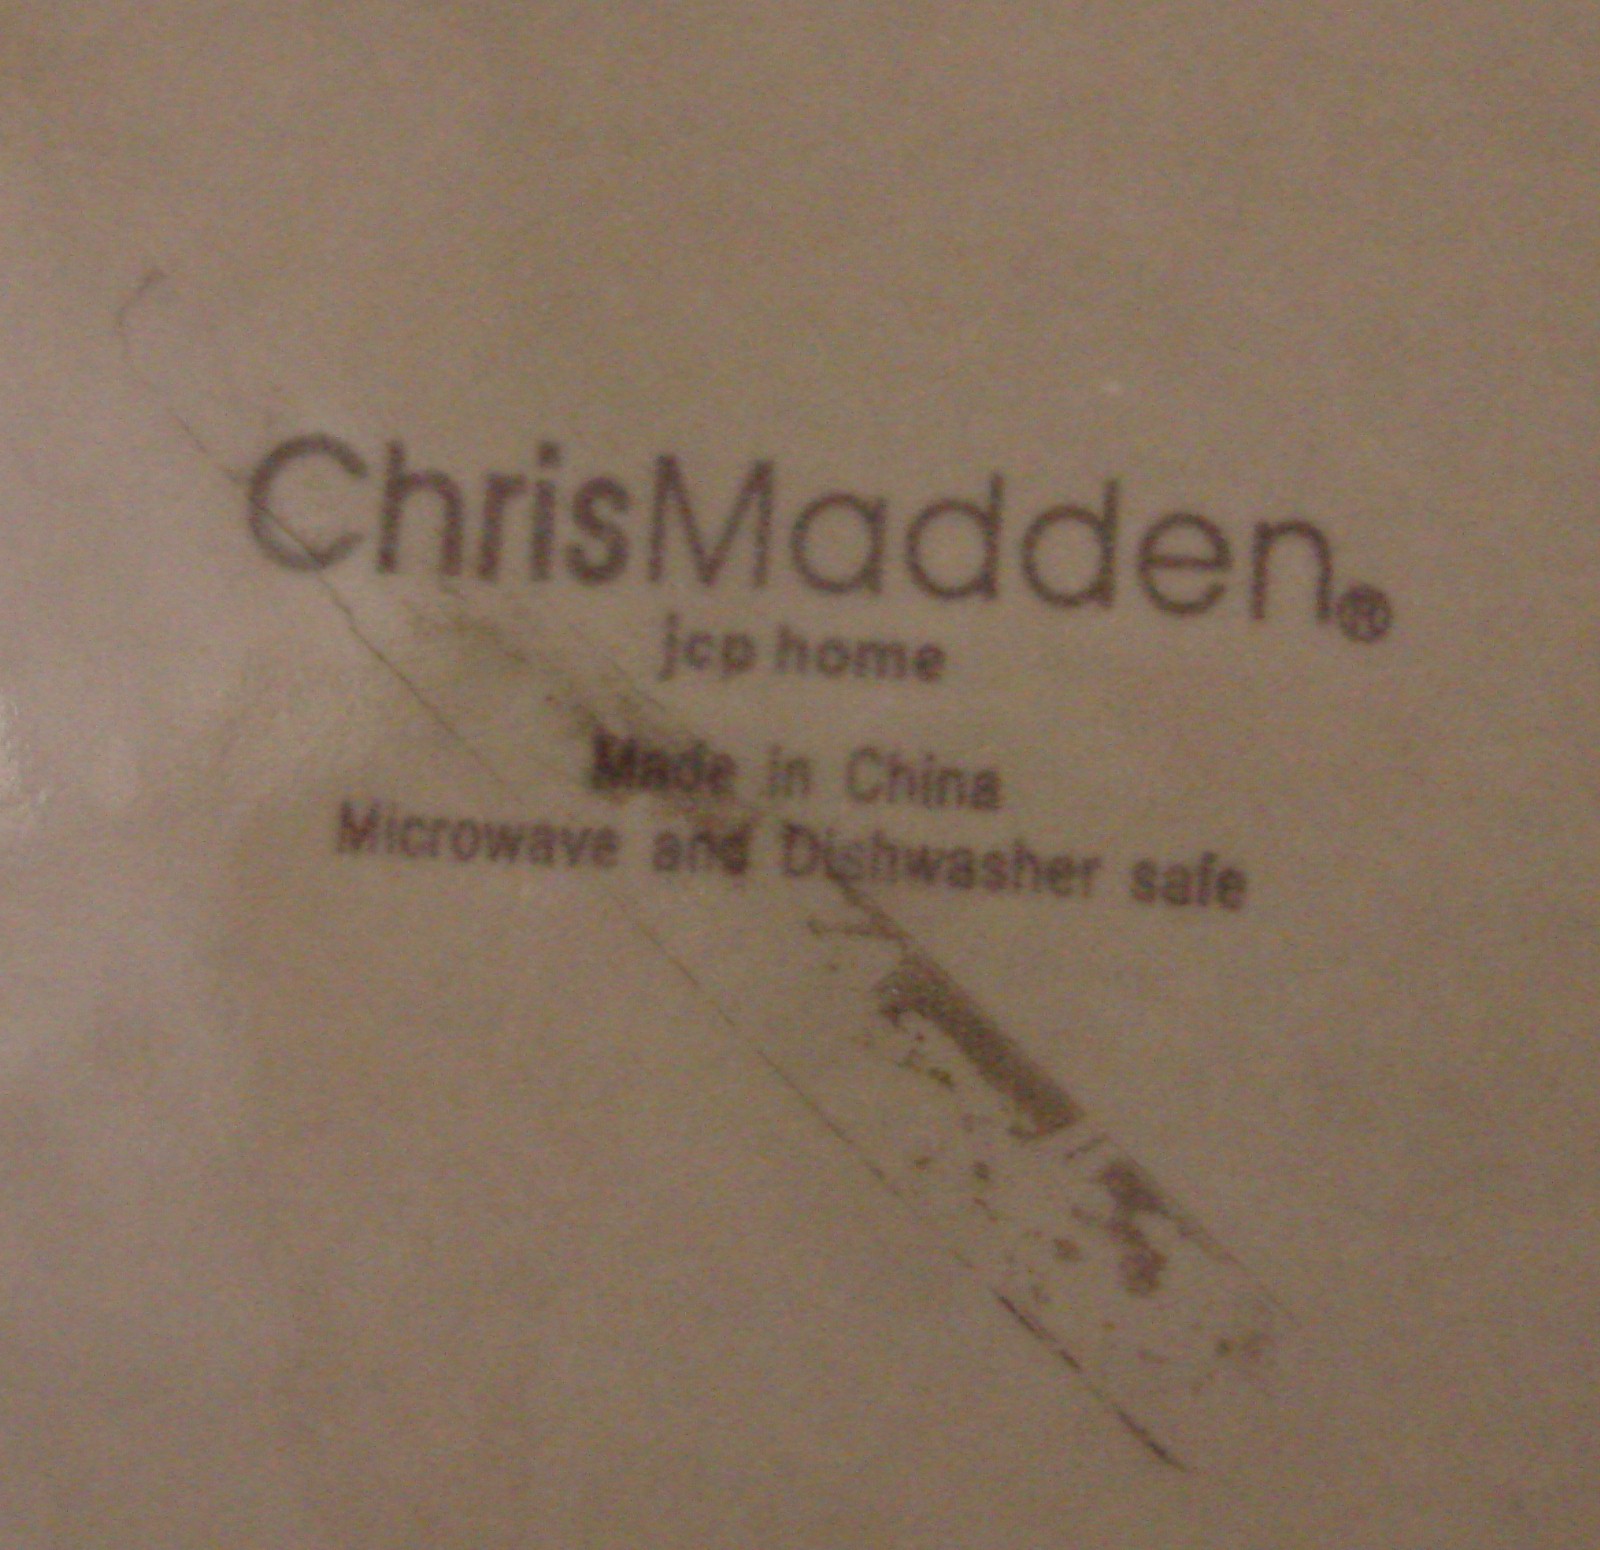 ChrisMadden®
jcp home
Made in China
Microwave and Dishwasher safe